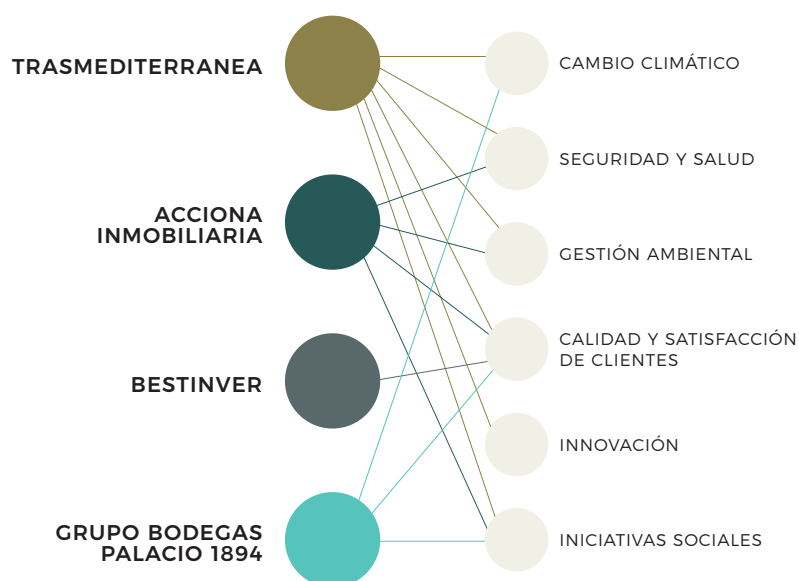 TRASMEDITERRANEA
ACCIONA
INMOBILIARIA
BESTINVER
GRUPO BODEGAS
PALACIO 1894
CAMBIO CLIMÁTICO
SEGURIDAD Y SALUD
GESTIÓN AMBIENTAL
CALIDAD Y SATISFACCIÓN
DE CLIENTES
INNOVACIÓN
INICIATIVAS SOCIALES